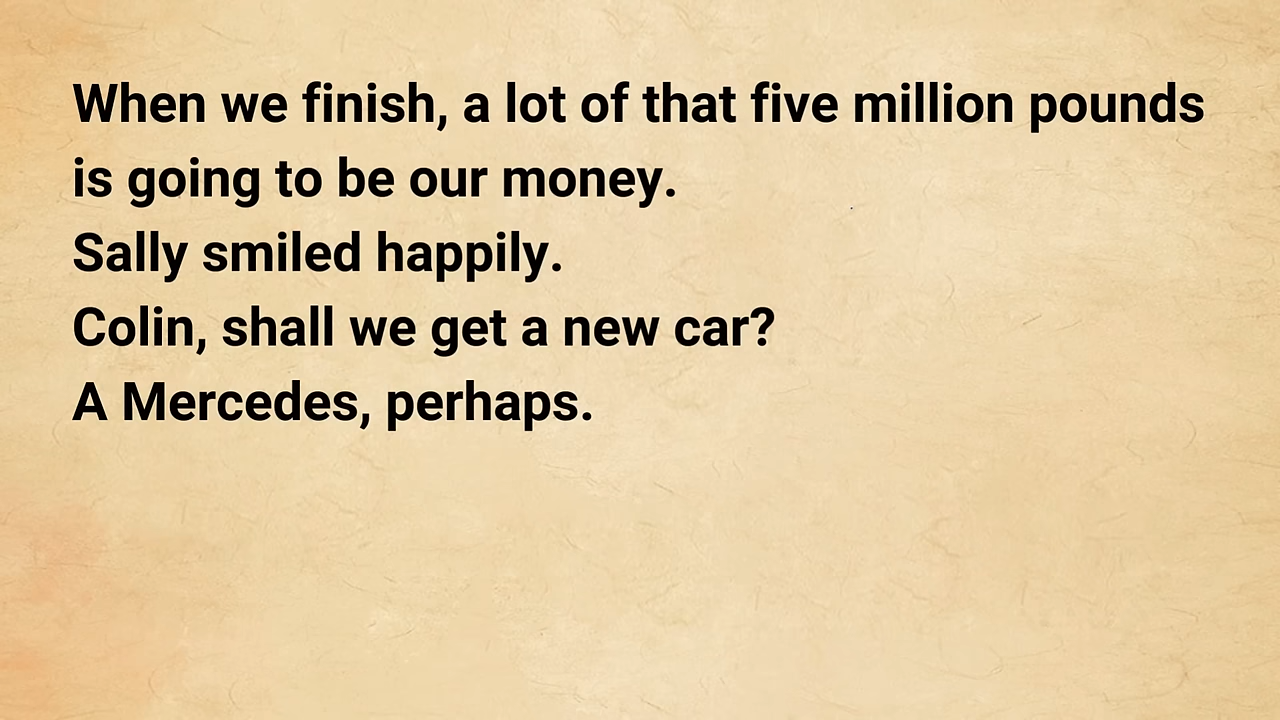 When we finish, a lot of that five million pounds
is going to be our money.
Sally smiled happily.
Colin, shall we get a new car?
A Mercedes, perhaps.